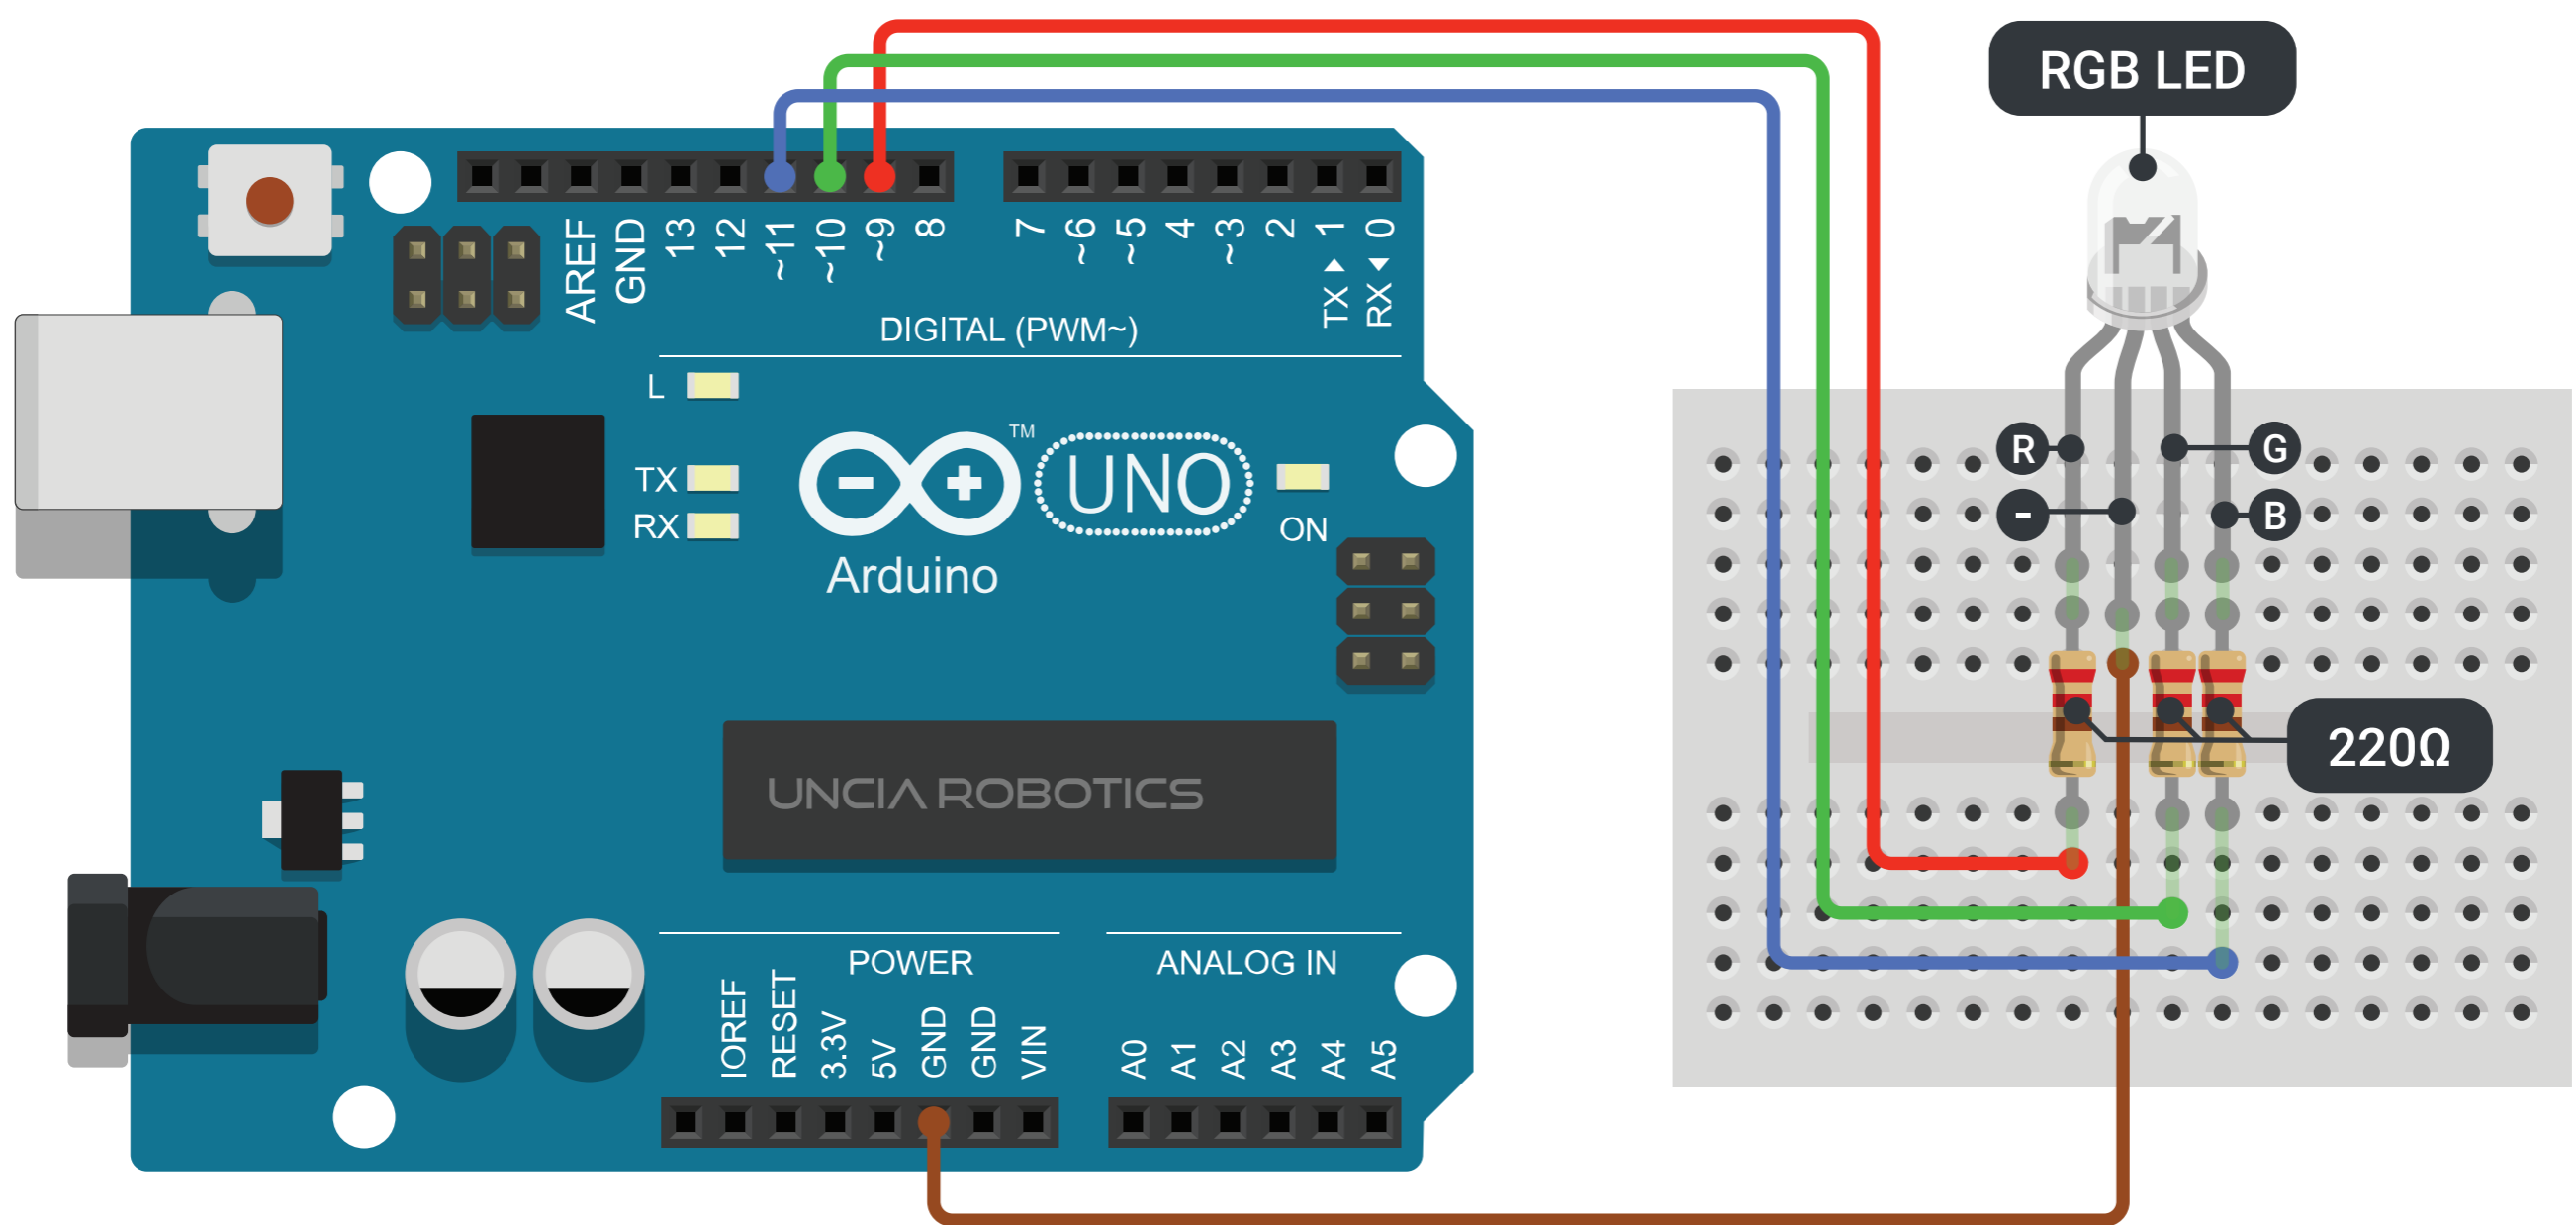 RGB LED
AREF
GND
13
12
~11
~10
~9
8
7
~6
~5
4
~3
2
TX ▶ 1
RX ◀ 0
DIGITAL (PWM~)
L
TX
RX
TM
UNO
ON
Arduino
R
G
-
B
220Ω
UNCIA ROBOTICS
POWER
ANALOG IN
IOREF
RESET
3.3V
5V
GND
GND
VIN
A0
A1
A2
A3
A4
A5